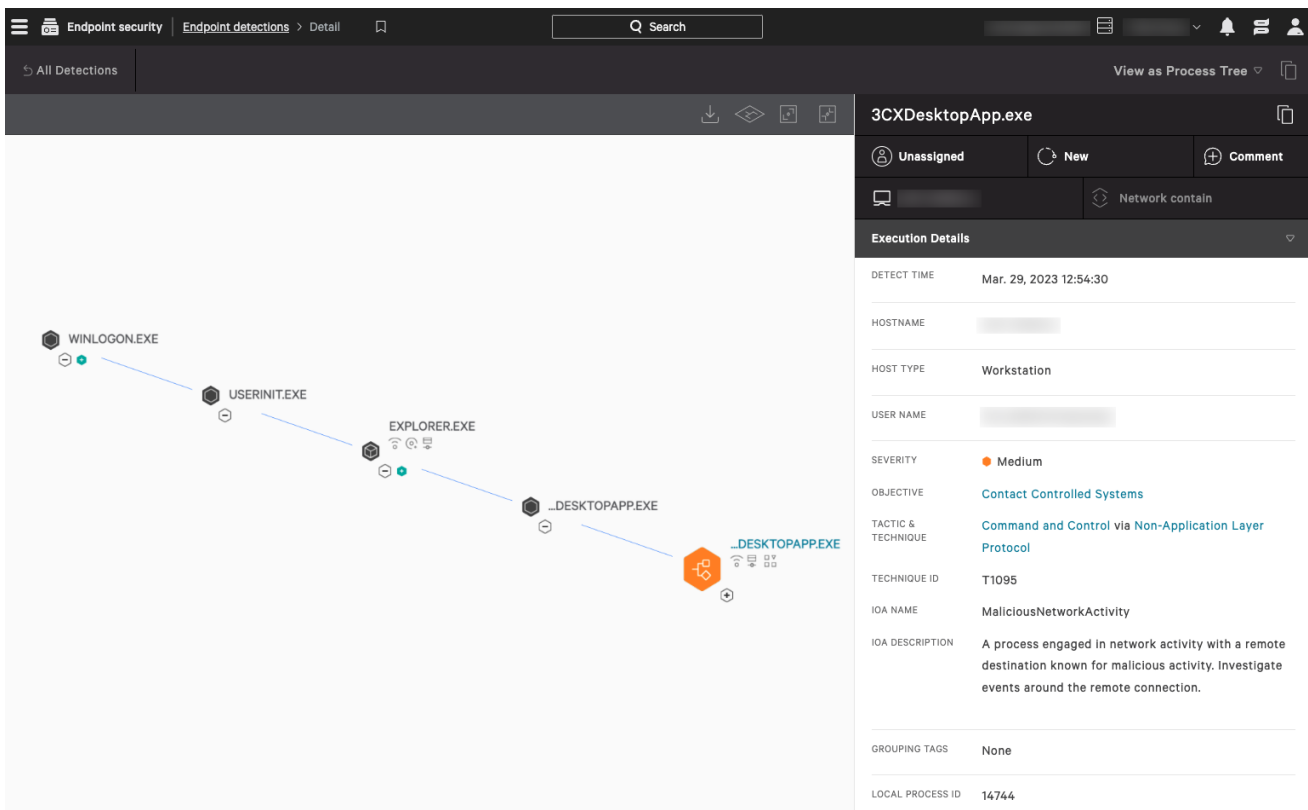 Endpoint security
Endpoint detections > Detail
Search
All Detections
View as Process Tree
3CXDesktopApp.exe
Unassigned
New
Comment
Network contain
Execution Details
DETECT TIME
Mar. 29, 2023 12:54:30
HOSTNAME
HOST TYPE
Workstation
USER NAME
SEVERITY
Medium
OBJECTIVE
Contact Controlled Systems
TACTIC &
TECHNIQUE
Command and Control via Non-Application Layer
Protocol
TECHNIQUE ID
T1095
IOA NAME
MaliciousNetworkActivity
IOA DESCRIPTION
A process engaged in network activity with a remote
destination known for malicious activity. Investigate
events around the remote connection.
GROUPING TAGS
None
LOCAL PROCESS ID
14744
WINLOGON.EXE
USERINIT.EXE
EXPLORER.EXE
...DESKTOPAPP.EXE
...DESKTOPAPP.EXE